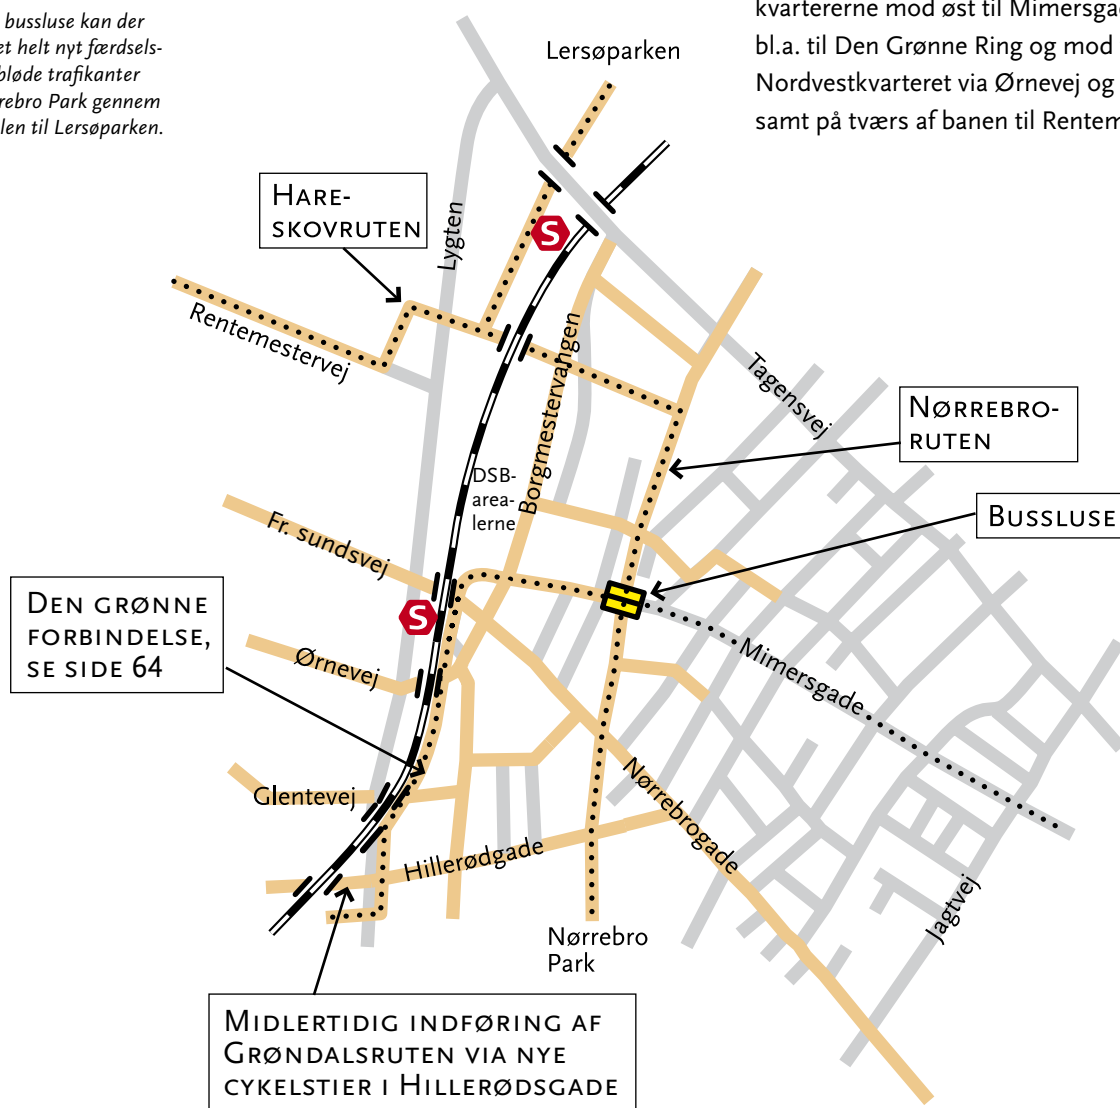 bussluse kan der
et helt nyt færdsels-
bløde trafikanter
rebro Park gennem
len til Lersøparken.
kvartererne mod øst til Mimersgad
bl.a. til Den Grønne Ring og mod
Nordvestkvarteret via Ørnevej og
samt på tværs af banen til Rentem
Lersøparken
HARE-
SKOVRUTEN
Lygten
S
Rentemestervej
Borgmestervangen
Tagensvej
NØRREBRO-
RUTEN
DSB-
area-
lerne
BUSSLUSE
Fr. sundsvej
DEN GRØNNE
FORBINDELSE,
SE SIDE 64
S
Ørnevej
Mimersgade
Glentevej
Nørrebrogade
Hillerødgade
Jagtvej
Nørrebro
Park
MIDLERTIDIG INDFØRING AF
GRØNDALSRUTEN VIA NYE
CYKELSTIER I HILLERØDSGADE